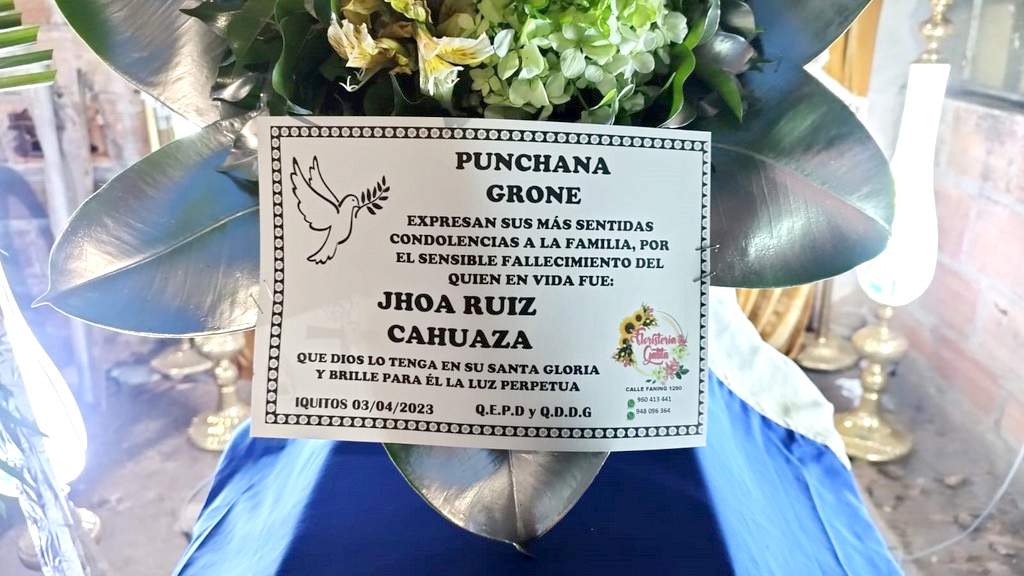 PUNCHANA
GRONE
EXPRESAN SUS MÁS SENTIDAS
CONDOLENCIAS A LA FAMILIA, POR
EL SENSIBLE FALLECIMIENTO DEL
QUIEN EN VIDA FUE:
JHOA RUIZ
CAHUAZA
QUE DIOS LO TENGA EN SU SANTA GLORIA
Y BRILLE PARA ÉL LA LUZ PERPETUA
IQUITOS 03/04/2023 Q.E.P.D y Q.D.D.G
Floristeria
CALLE FANING 1290
960 413 441
948 096 364